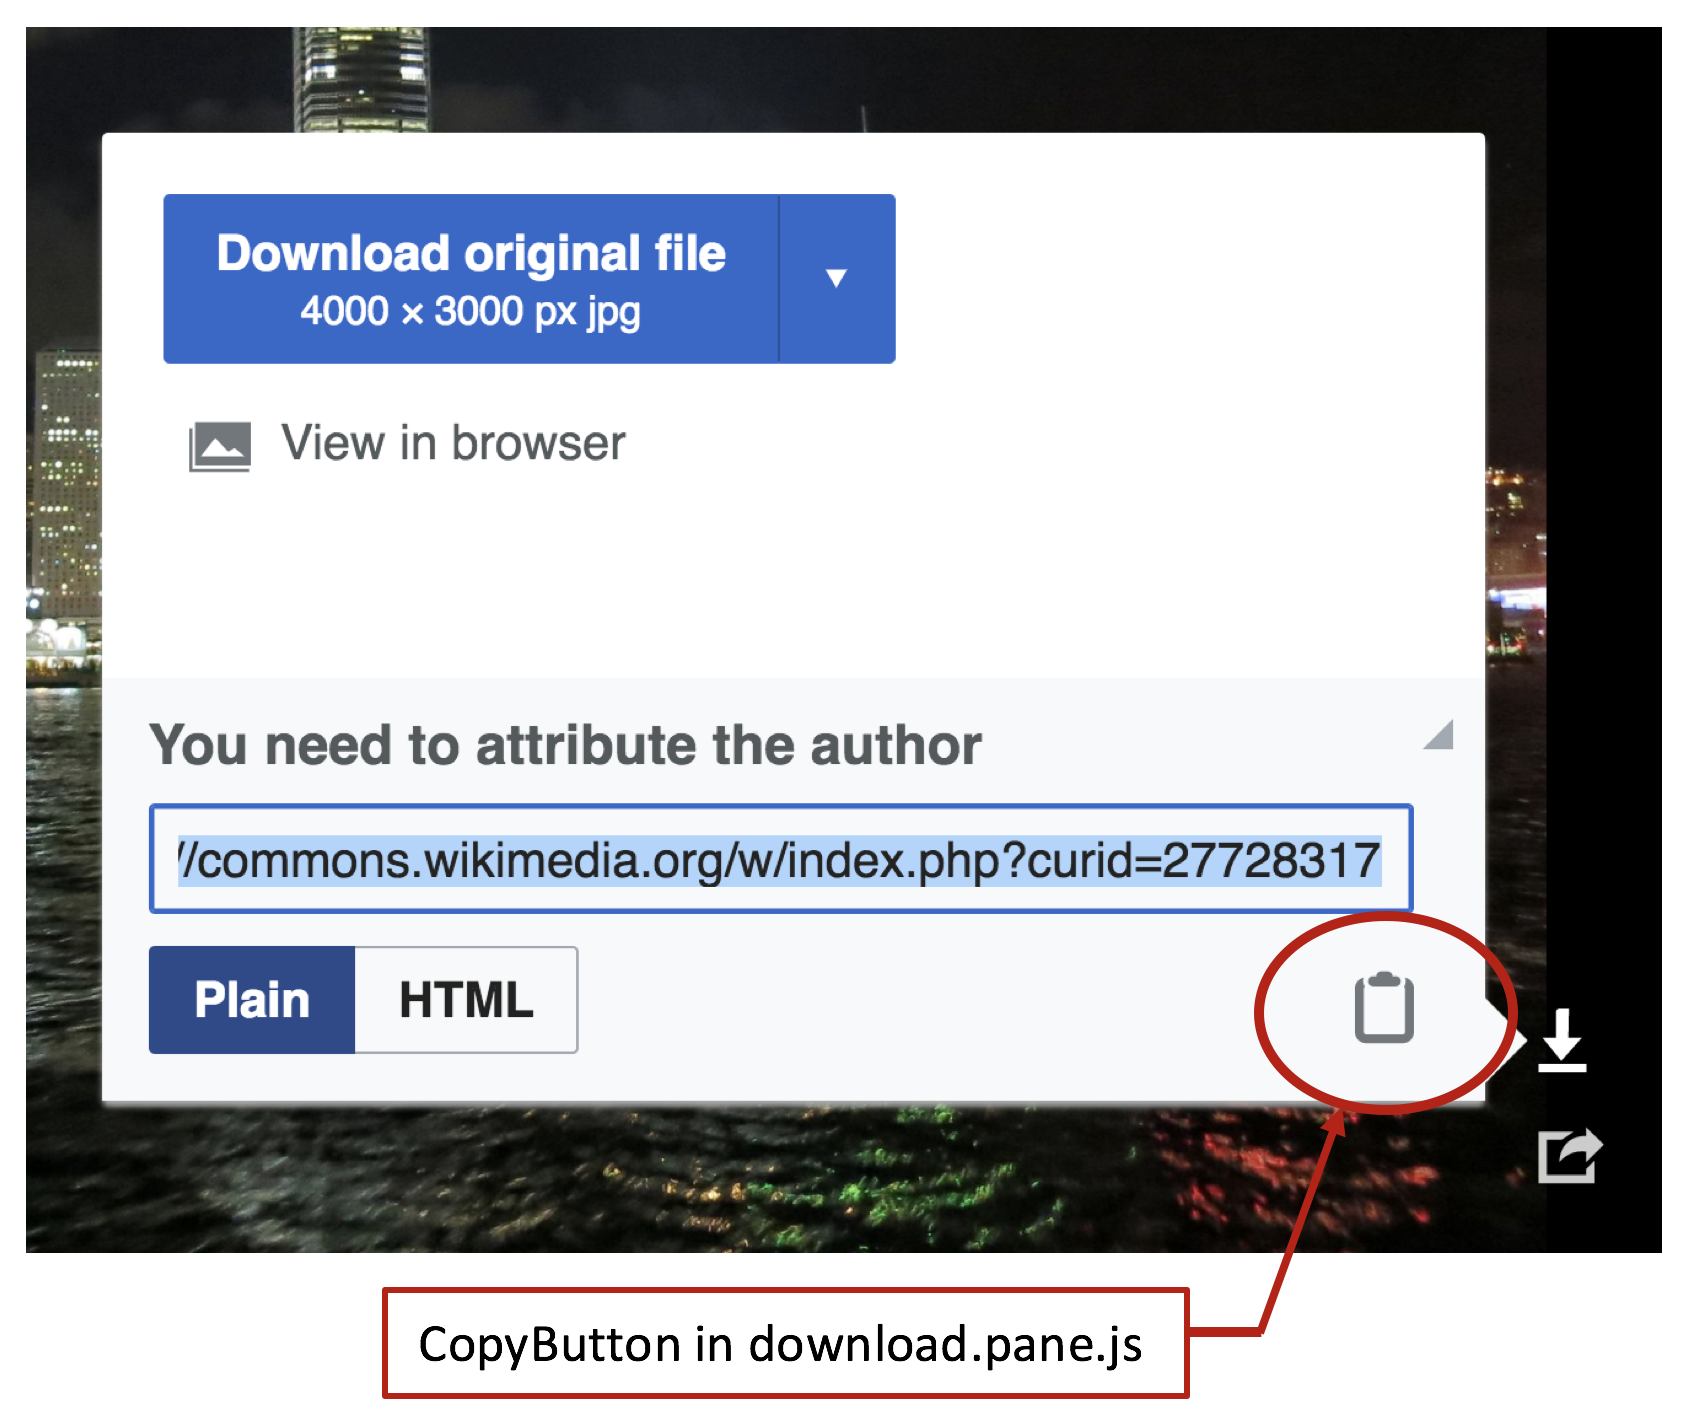 Download original file
4000 × 3000 px jpg
View in browser
You need to attribute the author
//commons.wikimedia.org/w/index.php?curid=27728317
Plain
HTML
CopyButton in download.pane.js